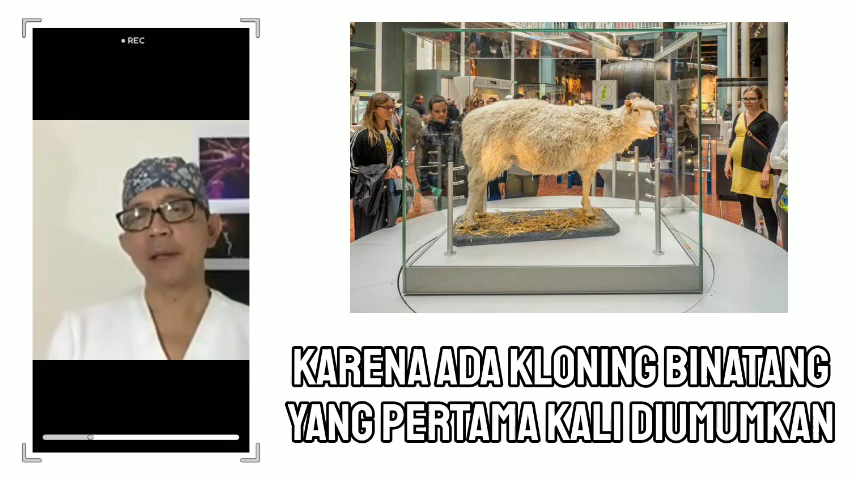 REC
KARENA ADA KLONING BINATANG
YANG PERTAMA KALI DIUMUMKAN